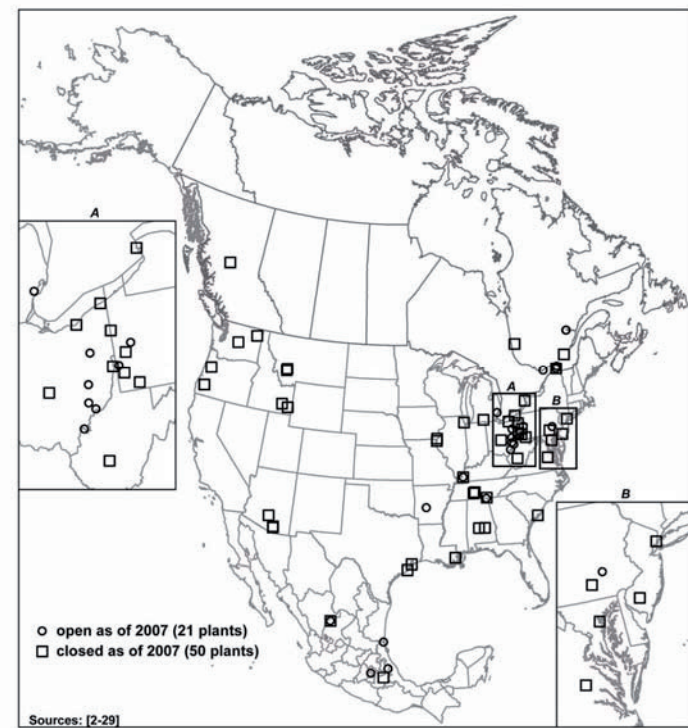 A
A
B
B
open as of 2007 (21 plants)
closed as of 2007 (50 plants)
Sources: [2-29]